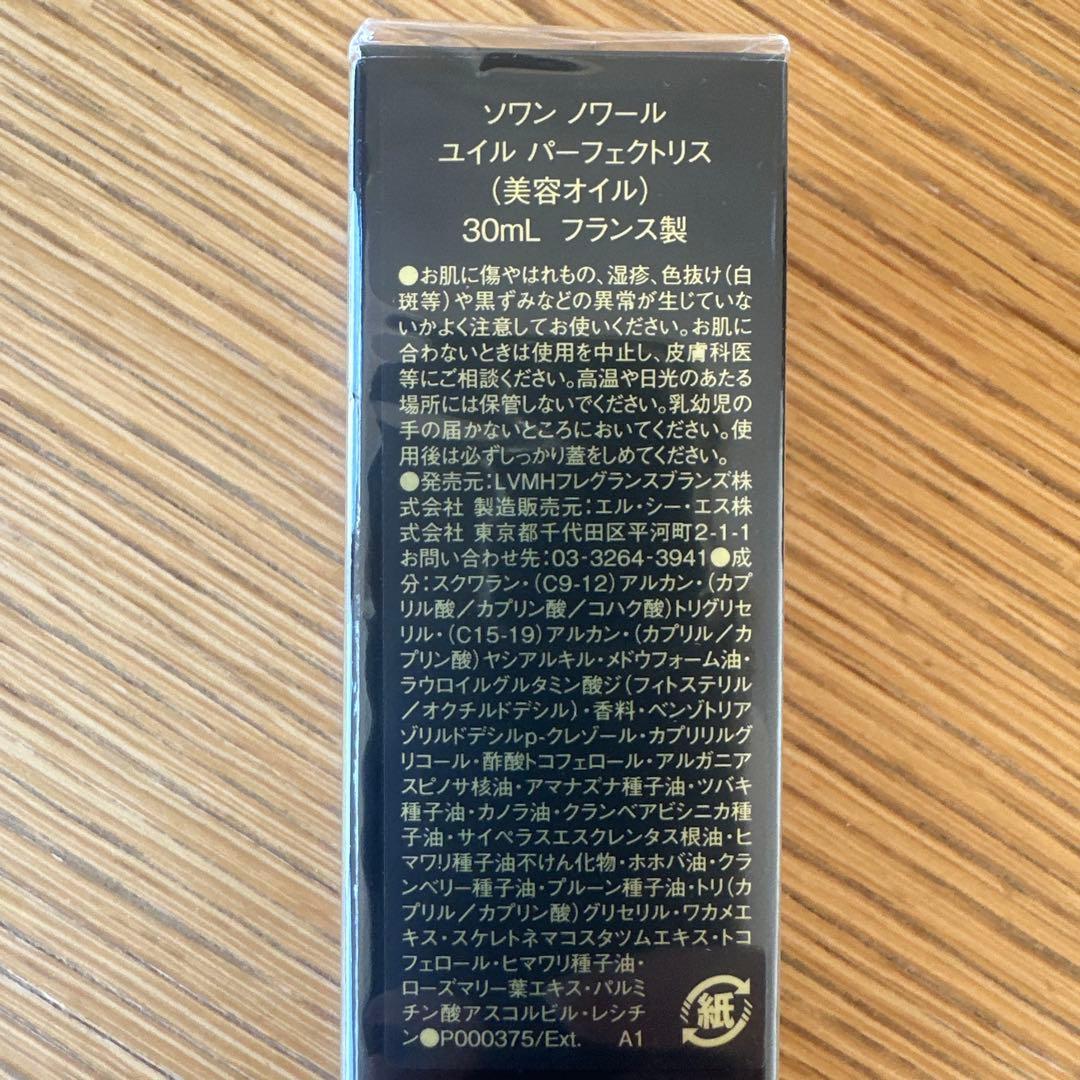 ソワン ノワール
ユイル パーフェクトリス
(美容オイル)
30mL フランス製
●お肌に傷やはれもの、湿疹、色抜け(白
斑等)や黒ずみなどの異常が生じていな
いかよく注意してお使いください。お肌に
合わないときは使用を中止し、皮膚科医
等にご相談ください。高温や日光のあたる
場所には保管しないでください。乳幼児の
手の届かないところにおいてください。使
用後は必ずしっかり蓋をしめてください。
●発売元:LVMHフレグランスブランズ株
式会社 製造販売元:エル・シー・エス株
式会社 東京都千代田区平河町2-1-1
お問い合わせ先:03-3264-3941●成
分:スクワラン・(C9-12)アルカン・(カプ
リル酸/カプリン酸/コハク酸)トリグリセ
リル・(C15-19)アルカン・(カプリル/カ
プリン酸)ヤシアルキル・メドウフォーム油・
ラウロイルグルタミン酸ジ(フィトステリル
/オクチルドデシル)・香料・ベンゾトリア
ゾリルドデシルp-クレゾール・カプリリルグ
リコール・酢酸トコフェロール・アルガニア
スピノサ核油・アマナズナ種子油・ツバキ
種子油・カノラ油・クランベアビシニカ種
子油・サイペラスエスクレンタス根油・ヒ
マワリ種子油不けん化物・ホホバ油・クラ
ンベリー種子油・プルーン種子油・トリ(カ
プリル/カプリン酸)グリセリル・ワカメエ
キス・スケレトネマコスタツムエキス・トコ
フェロール・ヒマワリ種子油・
ローズマリー葉エキス・パルミ
チン酸アスコルビル・レシチ
ン●P000375/Ext. A1
紙